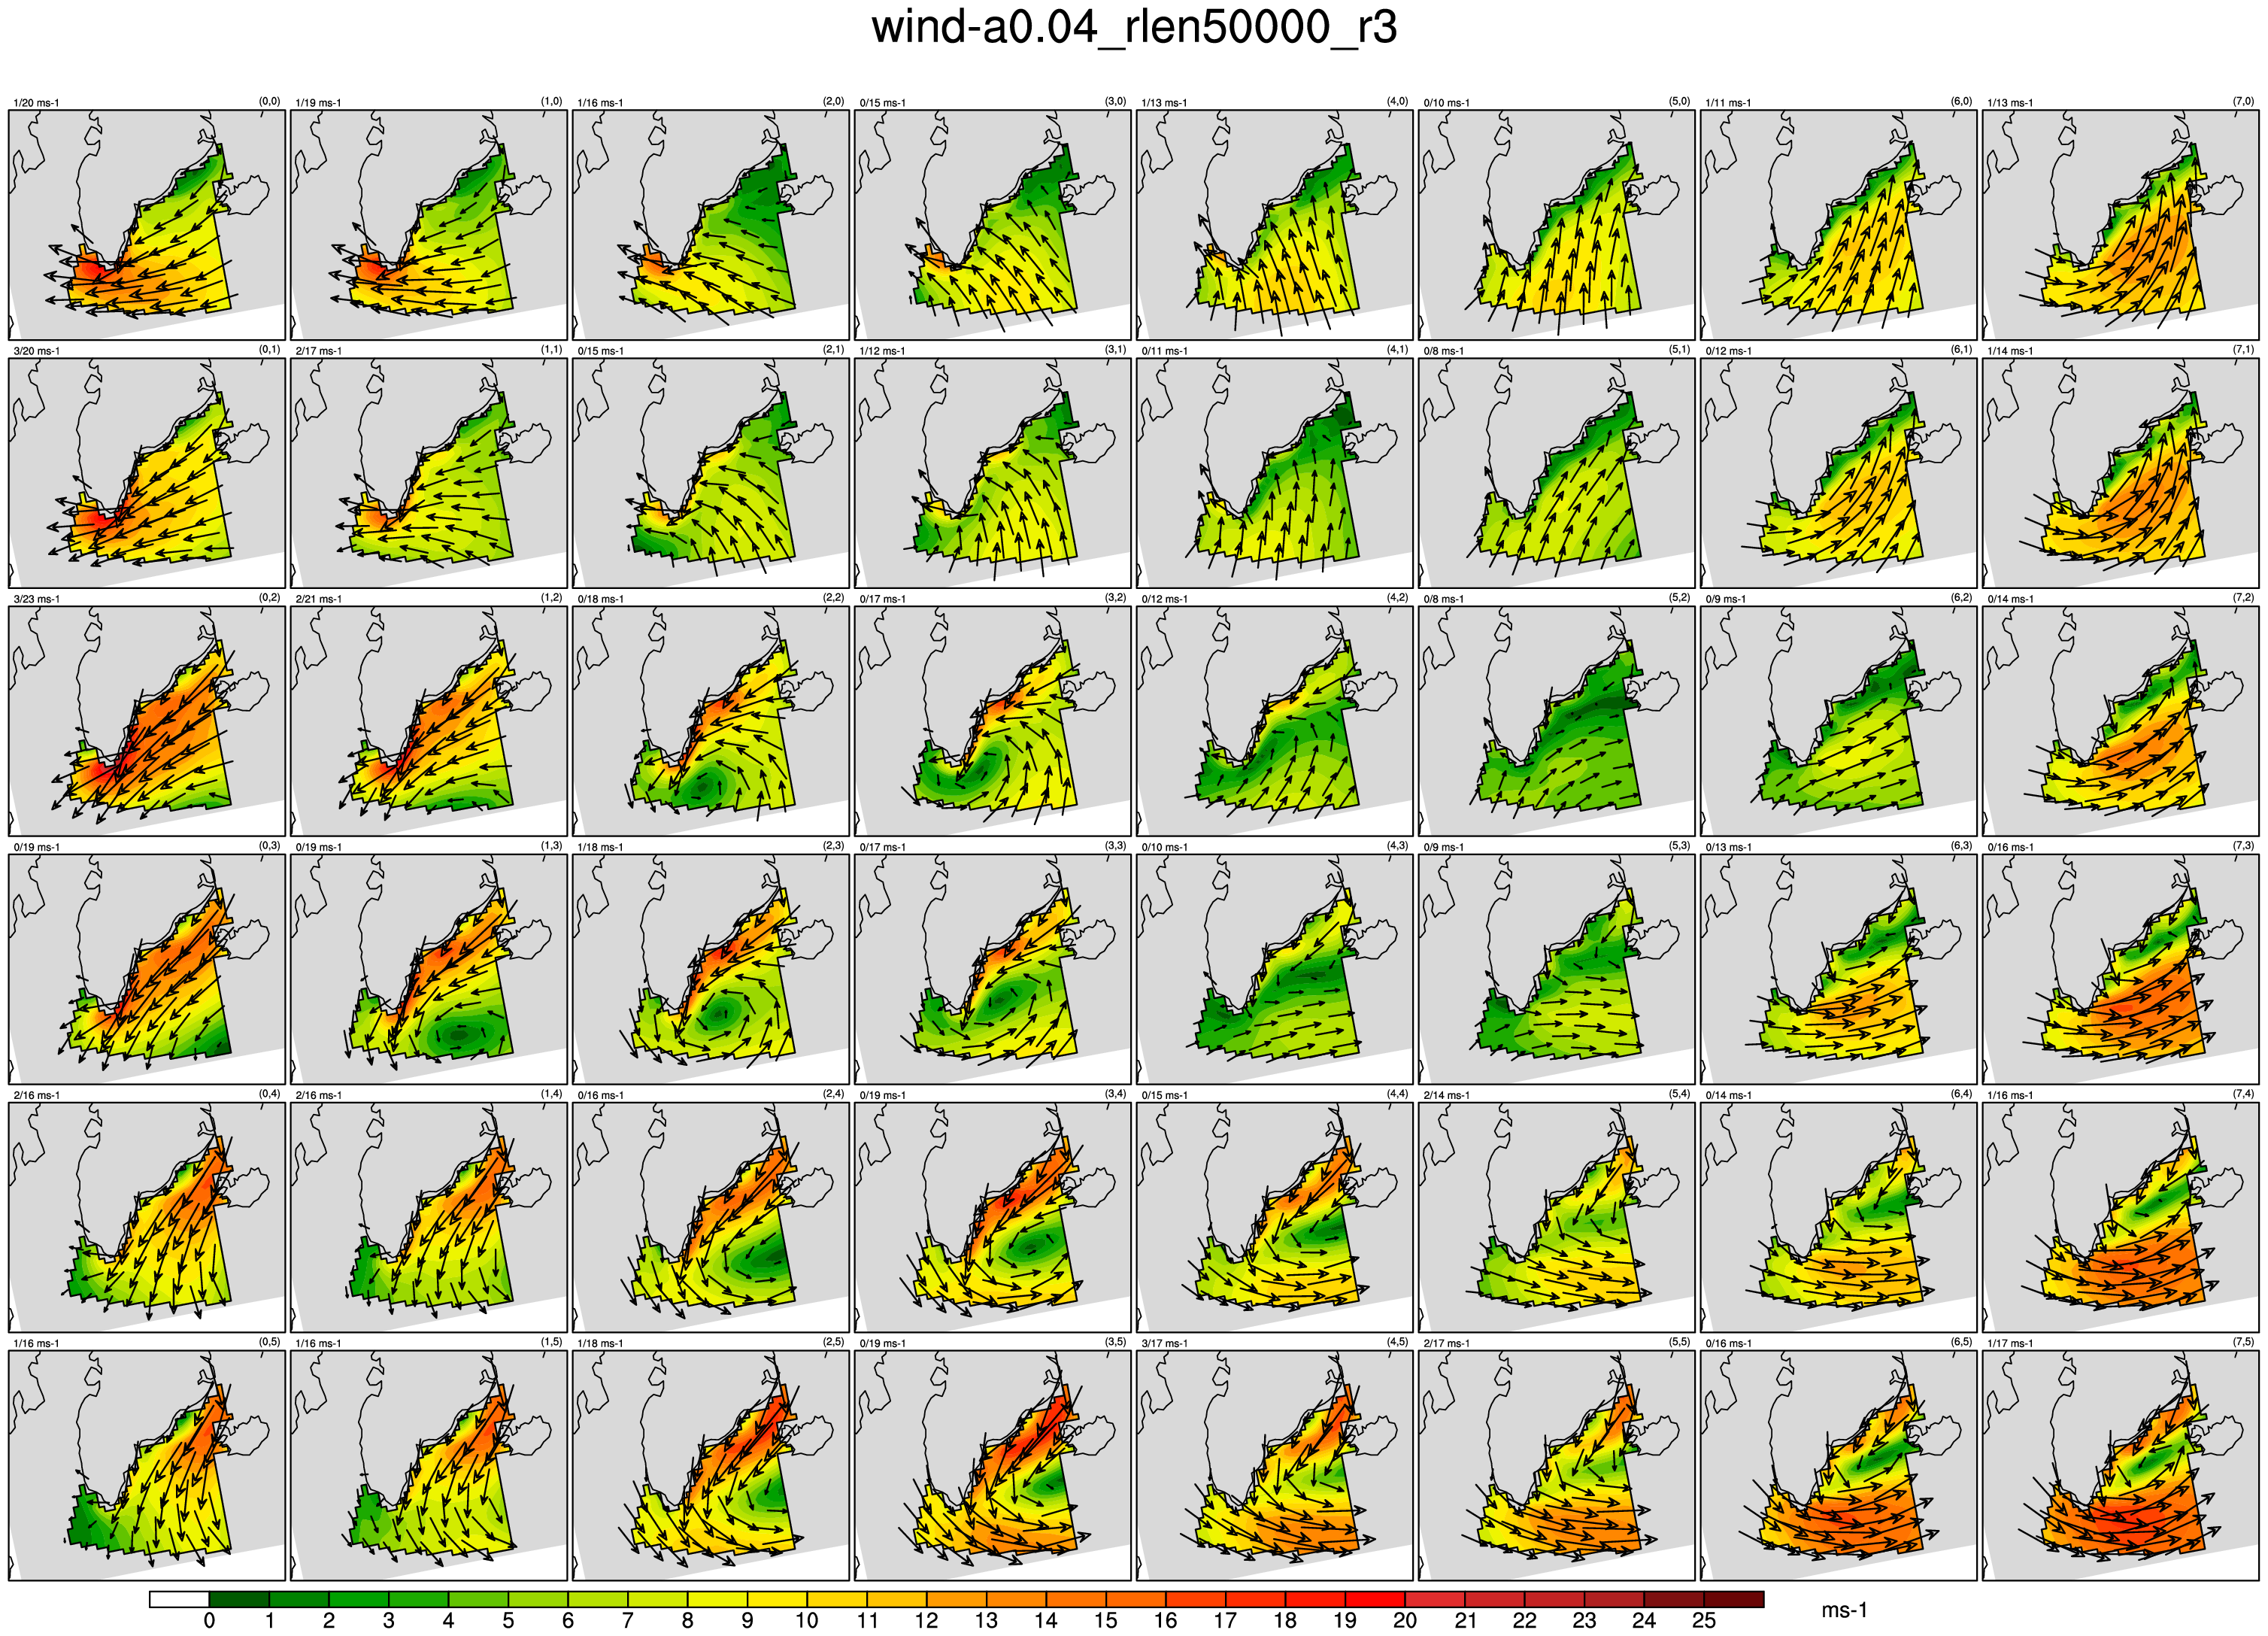 wind-a0.04_rlen50000_r3
1/20 ms-1 (0,0) 1/19 ms-1 (1,0) 1/16 ms-1 (2,0) 0/15 ms-1 (3,0) 1/13 ms-1 (4,0) 0/10 ms-1 (5,0) 1/11 ms-1 (6,0) 1/13 ms-1 (7,0)
3/20 ms-1 (0,1) 2/17 ms-1 (1,1) 0/15 ms-1 (2,1) 1/12 ms-1 (3,1) 0/11 ms-1 (4,1) 0/8 ms-1 (5,1) 0/12 ms-1 (6,1) 1/14 ms-1 (7,1)
3/23 ms-1 (0,2) 2/21 ms-1 (1,2) 0/18 ms-1 (2,2) 0/17 ms-1 (3,2) 0/12 ms-1 (4,2) 0/8 ms-1 (5,2) 0/9 ms-1 (6,2) 0/14 ms-1 (7,2)
0/19 ms-1 (0,3) 0/19 ms-1 (1,3) 1/18 ms-1 (2,3) 0/17 ms-1 (3,3) 0/10 ms-1 (4,3) 0/9 ms-1 (5,3) 0/13 ms-1 (6,3) 0/16 ms-1 (7,3)
2/16 ms-1 (0,4) 2/16 ms-1 (1,4) 0/16 ms-1 (2,4) 0/19 ms-1 (3,4) 0/15 ms-1 (4,4) 2/14 ms-1 (5,4) 0/14 ms-1 (6,4) 1/16 ms-1 (7,4)
1/16 ms-1 (0,5) 1/16 ms-1 (1,5) 1/18 ms-1 (2,5) 0/19 ms-1 (3,5) 3/17 ms-1 (4,5) 2/17 ms-1 (5,5) 0/16 ms-1 (6,5) 1/17 ms-1 (7,5)
0 1 2 3 4 5 6 7 8 9 10 11 12 13 14 15 16 17 18 19 20 21 22 23 24 25 ms-1